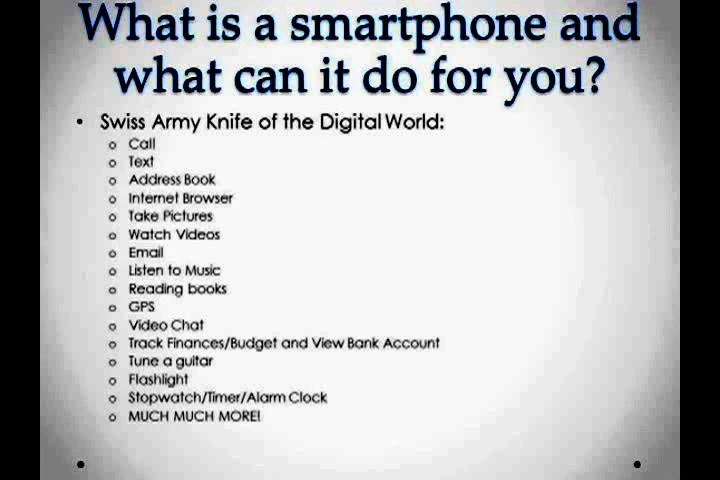 What is a smartphone and
what can it do for you?
• Swiss Army Knife of the Digital World:
o Call
o Text
o Address Book
o Internet Browser
o Take Pictures
o Watch Videos
o Email
o Listen to Music
o Reading books
o GPS
o Video Chat
o Track Finances/Budget and View Bank Account
o Tune a guitar
o Flashlight
o Stopwatch/Timer/Alarm Clock
o MUCH MUCH MORE!